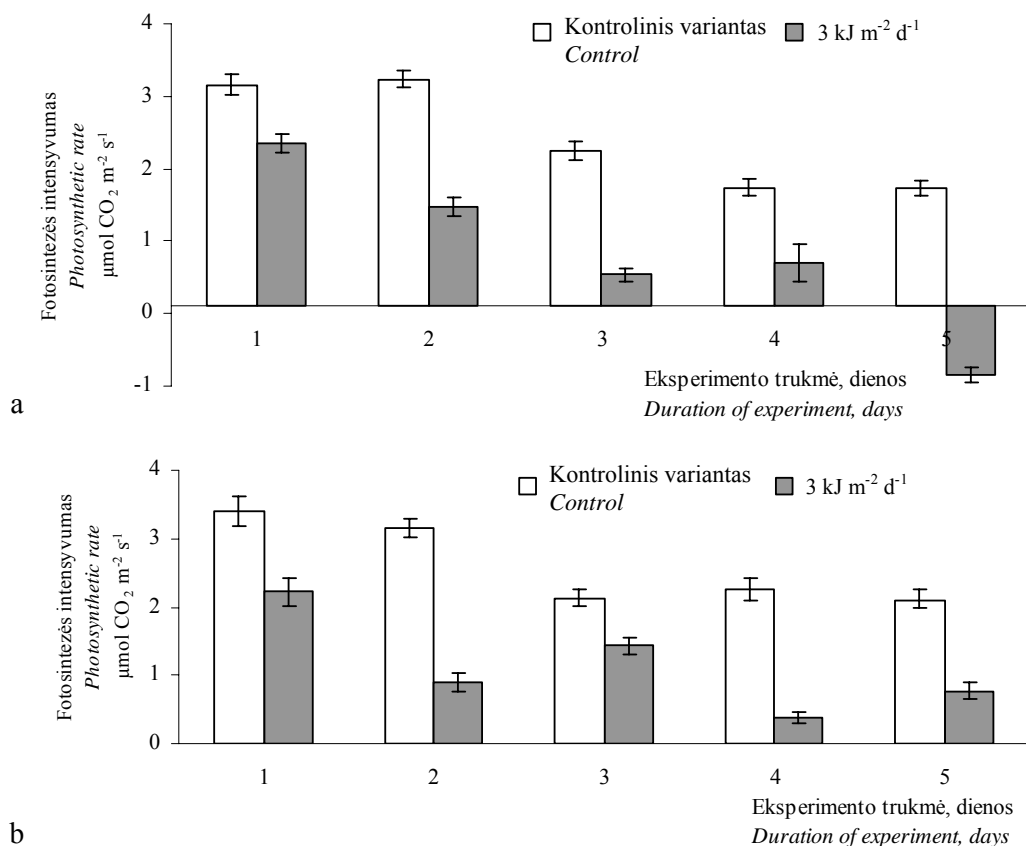 Kontrolinis variantas
Control
3 kJ m⁻² d⁻¹
Fotosintezės intensyvumas
Photosynthetic rate
µmol CO₂ m⁻² s⁻¹
4
3
2
1
0
-1
1
2
3
4
5
Eksperimento trukmė, dienos
Duration of experiment, days
a
Kontrolinis variantas
Control
3 kJ m⁻² d⁻¹
Fotosintezės intensyvumas
Photosynthetic rate
µmol CO₂ m⁻² s⁻¹
4
3
2
1
0
1
2
3
4
5
Eksperimento trukmė, dienos
Duration of experiment, days
b